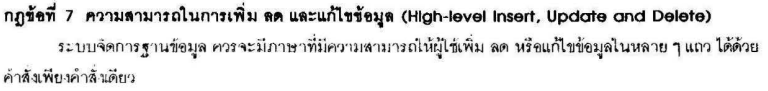 กฎข้อที่ 7 ความสามารถในการเพิ่ม ลด และแก้ไขข้อมูล (High-level Insert, Update and Delete)
ระบบจัดการฐานข้อมูล ควรจะมีภาษาที่มีความสามารถให้ผู้ใช้เพิ่ม ลด หรือแก้ไขข้อมูลในหลาย ๆ แถว ได้ด้วย
คำสั่งเพียงคำสั่งเดียว